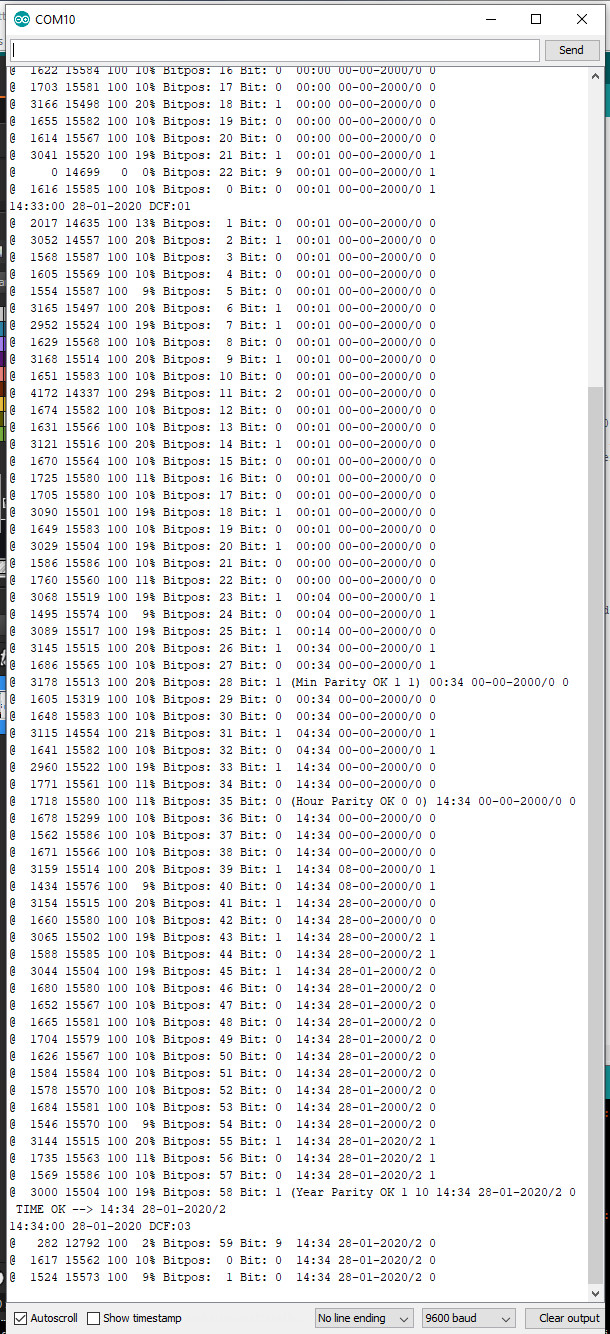 COM10
Send
@  1622 15584 100 10% Bitpos: 16 Bit: 0  00:00 00-00-2000/0 0
@  1703 15581 100 10% Bitpos: 17 Bit: 0  00:00 00-00-2000/0 0
@  3166 15498 100 20% Bitpos: 18 Bit: 1  00:00 00-00-2000/0 0
@  1655 15582 100 10% Bitpos: 19 Bit: 0  00:00 00-00-2000/0 0
@  1614 15567 100 10% Bitpos: 20 Bit: 0  00:00 00-00-2000/0 0
@  3041 15520 100 19% Bitpos: 21 Bit: 1  00:01 00-00-2000/0 1
@     0 14699   0  0% Bitpos: 22 Bit: 9  00:01 00-00-2000/0 1
@  1616 15585 100 10% Bitpos:  0 Bit: 0  00:01 00-00-2000/0 1
14:33:00 28-01-2020 DCF:01
@  2017 14635 100 13% Bitpos:  1 Bit: 0  00:01 00-00-2000/0 0
@  3052 14557 100 20% Bitpos:  2 Bit: 1  00:01 00-00-2000/0 0
@  1568 15587 100 10% Bitpos:  3 Bit: 0  00:01 00-00-2000/0 0
@  1605 15569 100 10% Bitpos:  4 Bit: 0  00:01 00-00-2000/0 0
@  1554 15587 100  9% Bitpos:  5 Bit: 0  00:01 00-00-2000/0 0
@  3165 15497 100 20% Bitpos:  6 Bit: 1  00:01 00-00-2000/0 0
@  2952 15524 100 19% Bitpos:  7 Bit: 1  00:01 00-00-2000/0 0
@  1629 15568 100 10% Bitpos:  8 Bit: 0  00:01 00-00-2000/0 0
@  3168 15514 100 20% Bitpos:  9 Bit: 1  00:01 00-00-2000/0 0
@  1651 15583 100 10% Bitpos: 10 Bit: 0  00:01 00-00-2000/0 0
@  4172 14337 100 29% Bitpos: 11 Bit: 2  00:01 00-00-2000/0 0
@  1674 15582 100 10% Bitpos: 12 Bit: 0  00:01 00-00-2000/0 0
@  1631 15566 100 10% Bitpos: 13 Bit: 0  00:01 00-00-2000/0 0
@  3121 15516 100 20% Bitpos: 14 Bit: 1  00:01 00-00-2000/0 0
@  1670 15564 100 10% Bitpos: 15 Bit: 0  00:01 00-00-2000/0 0
@  1725 15580 100 11% Bitpos: 16 Bit: 0  00:01 00-00-2000/0 0
@  1705 15580 100 10% Bitpos: 17 Bit: 0  00:01 00-00-2000/0 0
@  3090 15501 100 19% Bitpos: 18 Bit: 1  00:01 00-00-2000/0 0
@  1649 15583 100 10% Bitpos: 19 Bit: 0  00:01 00-00-2000/0 0
@  3029 15504 100 19% Bitpos: 20 Bit: 1  00:00 00-00-2000/0 0
@  1586 15586 100 10% Bitpos: 21 Bit: 0  00:00 00-00-2000/0 0
@  1760 15560 100 11% Bitpos: 22 Bit: 0  00:00 00-00-2000/0 0
@  3068 15519 100 19% Bitpos: 23 Bit: 1  00:04 00-00-2000/0 1
@  1495 15574 100  9% Bitpos: 24 Bit: 0  00:04 00-00-2000/0 1
@  3089 15517 100 19% Bitpos: 25 Bit: 1  00:14 00-00-2000/0 0
@  3145 15515 100 20% Bitpos: 26 Bit: 1  00:34 00-00-2000/0 1
@  1686 15565 100 10% Bitpos: 27 Bit: 0  00:34 00-00-2000/0 1
@  3178 15513 100 20% Bitpos: 28 Bit: 1 (Min Parity OK 1 1) 00:34 00-00-2000/0 0
@  1605 15319 100 10% Bitpos: 29 Bit: 0  00:34 00-00-2000/0 0
@  1648 15583 100 10% Bitpos: 30 Bit: 0  00:34 00-00-2000/0 0
@  3115 14554 100 21% Bitpos: 31 Bit: 1  04:34 00-00-2000/0 1
@  1641 15582 100 10% Bitpos: 32 Bit: 0  04:34 00-00-2000/0 1
@  2960 15522 100 19% Bitpos: 33 Bit: 1  14:34 00-00-2000/0 0
@  1771 15561 100 11% Bitpos: 34 Bit: 0  14:34 00-00-2000/0 0
@  1718 15580 100 11% Bitpos: 35 Bit: 0 (Hour Parity OK 0 0) 14:34 00-00-2000/0 0
@  1678 15299 100 10% Bitpos: 36 Bit: 0  14:34 00-00-2000/0 0
@  1562 15586 100 10% Bitpos: 37 Bit: 0  14:34 00-00-2000/0 0
@  1671 15566 100 10% Bitpos: 38 Bit: 0  14:34 00-00-2000/0 0
@  3159 15514 100 20% Bitpos: 39 Bit: 1  14:34 08-00-2000/0 1
@  1434 15576 100  9% Bitpos: 40 Bit: 0  14:34 08-00-2000/0 1
@  3154 15515 100 20% Bitpos: 41 Bit: 1  14:34 28-00-2000/0 0
@  1660 15580 100 10% Bitpos: 42 Bit: 0  14:34 28-00-2000/0 0
@  3065 15502 100 19% Bitpos: 43 Bit: 1  14:34 28-00-2000/2 1
@  1588 15585 100 10% Bitpos: 44 Bit: 0  14:34 28-00-2000/2 1
@  3044 15504 100 19% Bitpos: 45 Bit: 1  14:34 28-01-2000/2 0
@  1680 15580 100 10% Bitpos: 46 Bit: 0  14:34 28-01-2000/2 0
@  1652 15567 100 10% Bitpos: 47 Bit: 0  14:34 28-01-2000/2 0
@  1665 15581 100 10% Bitpos: 48 Bit: 0  14:34 28-01-2000/2 0
@  1704 15579 100 10% Bitpos: 49 Bit: 0  14:34 28-01-2000/2 0
@  1626 15567 100 10% Bitpos: 50 Bit: 0  14:34 28-01-2000/2 0
@  1584 15584 100 10% Bitpos: 51 Bit: 0  14:34 28-01-2000/2 0
@  1578 15570 100 10% Bitpos: 52 Bit: 0  14:34 28-01-2000/2 0
@  1684 15581 100 10% Bitpos: 53 Bit: 0  14:34 28-01-2000/2 0
@  1546 15570 100  9% Bitpos: 54 Bit: 0  14:34 28-01-2000/2 0
@  3144 15515 100 20% Bitpos: 55 Bit: 1  14:34 28-01-2020/2 1
@  1735 15563 100 11% Bitpos: 56 Bit: 0  14:34 28-01-2020/2 1
@  1569 15586 100 10% Bitpos: 57 Bit: 0  14:34 28-01-2020/2 1
@  3000 15504 100 19% Bitpos: 58 Bit: 1 (Year Parity OK 1 10 14:34 28-01-2020/2 0
TIME OK --> 14:34 28-01-2020/2
14:34:00 28-01-2020 DCF:03
@   282 12792 100  2% Bitpos: 59 Bit: 9  14:34 28-01-2020/2 0
@  1617 15562 100 10% Bitpos:  0 Bit: 0  14:34 28-01-2020/2 0
@  1524 15573 100  9% Bitpos:  1 Bit: 0  14:34 28-01-2020/2 0
Autoscroll
Show timestamp
No line ending
9600 baud
Clear output